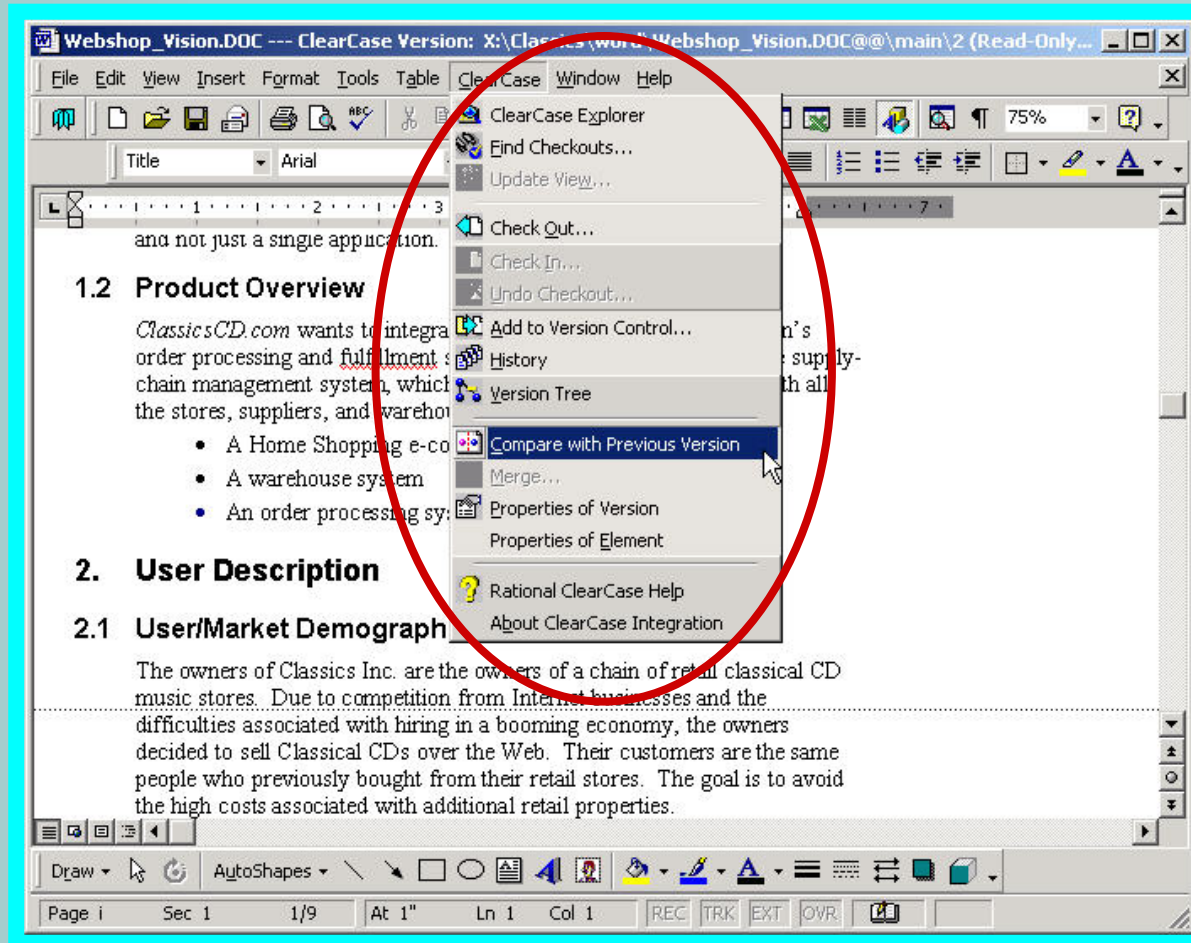 Webshop_Vision.DOC --- ClearCase Version: X:\Classics\word\Webshop_Vision.DOC@@\main\2 (Read-Only...
File Edit View Insert Format Tools Table ClearCase Window Help
75%
Title Arial
1 2 3 7
and not just a single application.
1.2 Product Overview
ClassicsCD.com wants to integra n's
order processing and fulfillment s supply-
chain management system, which th all
the stores, suppliers, and warehou
• A Home Shopping e-co
• A warehouse system
• An order processing sy
2. User Description
2.1 User/Market Demograph
The owners of Classics Inc. are the owners of a chain of retail classical CD
music stores. Due to competition from Internet businesses and the
difficulties associated with hiring in a booming economy, the owners
decided to sell Classical CDs over the Web. Their customers are the same
people who previously bought from their retail stores. The goal is to avoid
the high costs associated with additional retail properties.
ClearCase Explorer
Find Checkouts...
Update View...
Check Out...
Check In...
Undo Checkout...
Add to Version Control...
History
Version Tree
Compare with Previous Version
Merge...
Properties of Version
Properties of Element
Rational ClearCase Help
About ClearCase Integration
Draw AutoShapes
Page i Sec 1 1/9 At 1" Ln 1 Col 1 REC TRK EXT OVR